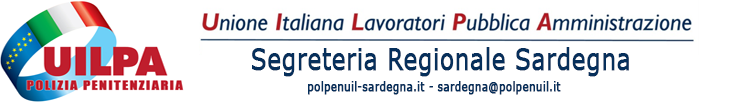 UILPA
POLIZIA PENITENZIARIA
Unione Italiana Lavoratori Pubblica Amministrazione
Segreteria Regionale Sardegna
polpenuil-sardegna.it - sardegna@polpenuil.it